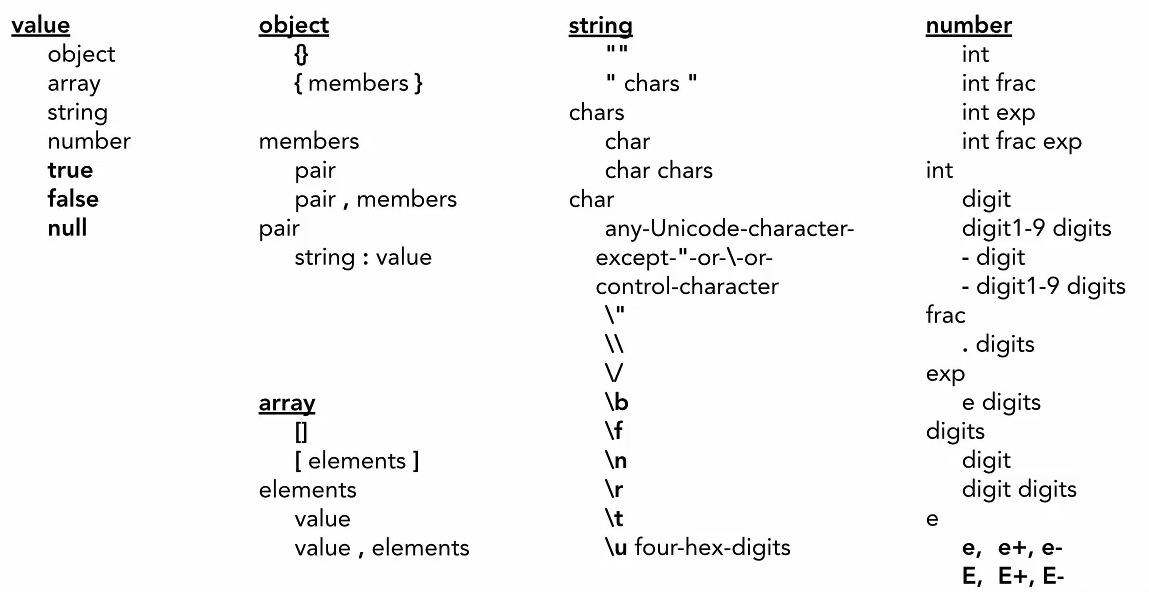 value
object
array
string
number
true
false
null
object
{}
{ members }
members
pair
pair , members
pair
string : value
array
[]
[ elements ]
elements
value
value , elements
string
""
" chars "
chars
char
char chars
char
any-Unicode-character-
except-"-or-\-or-
control-character
\"
\\
\/
\b
\f
\n
\r
\t
\u four-hex-digits
number
int
int frac
int exp
int frac exp
int
digit
digit1-9 digits
- digit
- digit1-9 digits
frac
. digits
exp
e digits
digits
digit
digit digits
e
e, e+, e-
E, E+, E-